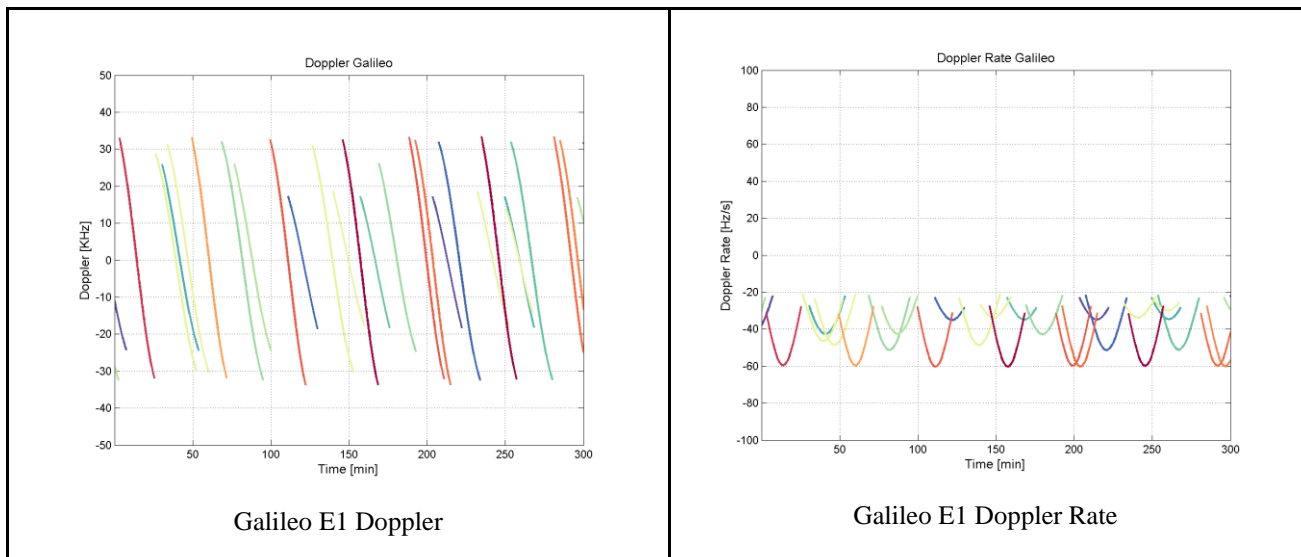 Doppler Galileo
50
40
30
20
10
0
-10
-20
-30
-40
-50
Doppler [KHz]
50 100 150 200 250 300
Time [min]
Galileo E1 Doppler
Doppler Rate Galileo
100
80
60
40
20
0
-20
-40
-60
-80
-100
Doppler Rate [Hz/s]
50 100 150 200 250 300
Time [min]
Galileo E1 Doppler Rate